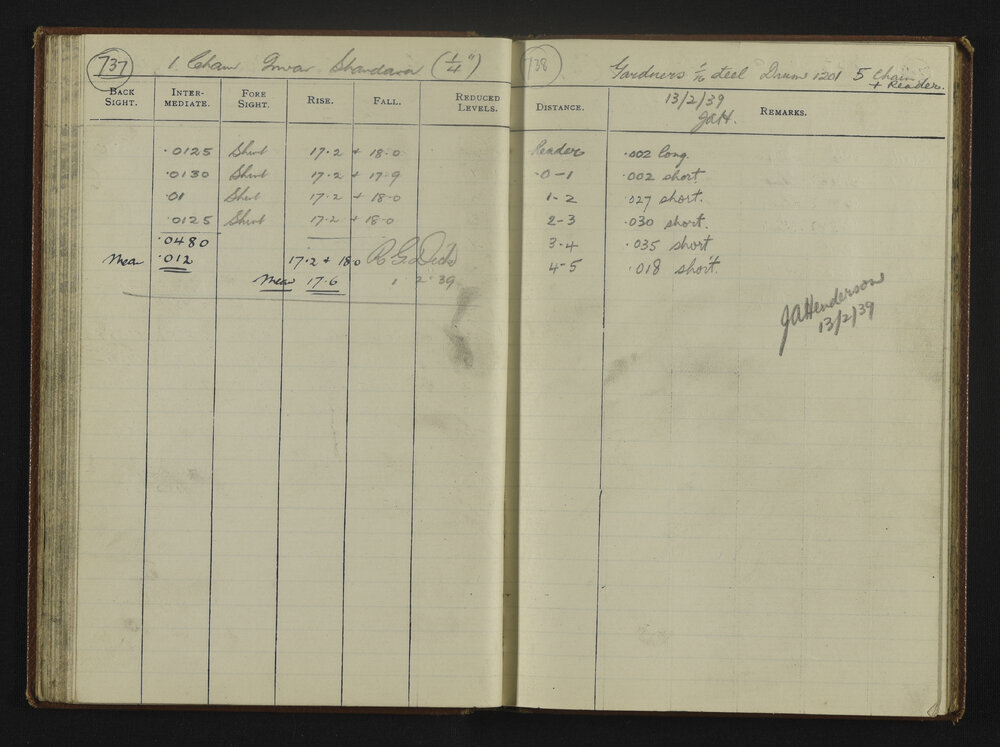 737 1 Chain Invar Standard (1/4")
BACK SIGHT. INTER-MEDIATE. FORE SIGHT. RISE. FALL. REDUCED LEVELS.
.0125 Short 17.2 + 18.0
.0130 Short 17.2 + 17.9
.01 Short 17.2 + 18.0
.0125 Short 17.2 + 18.0
.0480
Mean .012 17.2 + 18.0 R G Dick
Mean 17.6 1 2.39
738 Gardners 1/16 steel Drum 1201 5 Chain
+ Reader.
DISTANCE. 13/2/39 REMARKS.
JAH.
Reader .002 long.
0-1 .002 short.
1-2 .027 short.
2-3 .030 short.
3-4 .035 short
4-5 .018 short.
JAHenderson
13/2/39